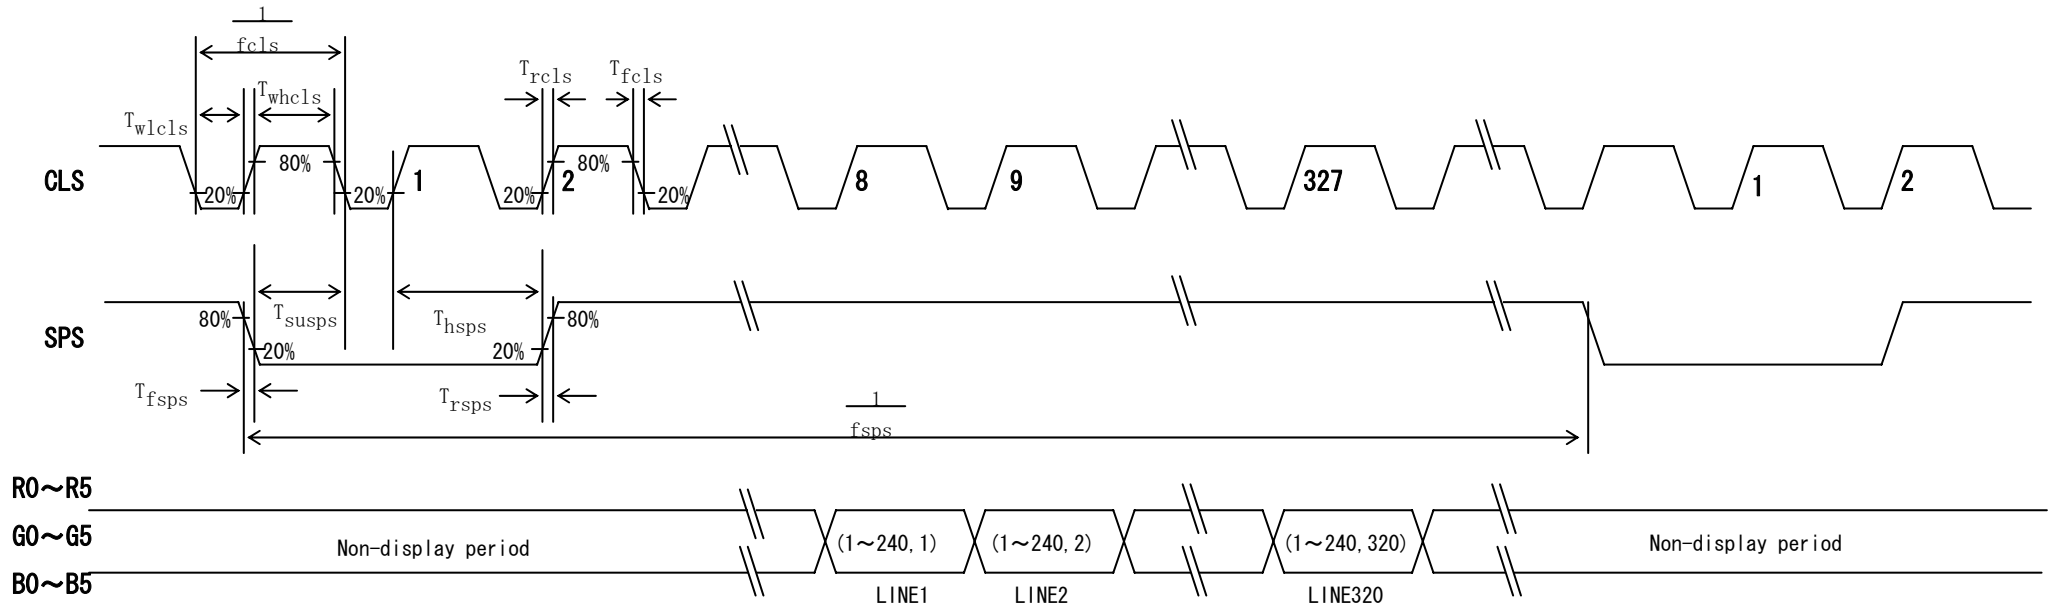 1
fcls
Trcls
Tfcls
Twhcls
Twlcls
CLS
20%
80%
20%
1
20%
2
80%
20%
8
9
327
1
2
SPS
80%
20%
Tsusps
Thsps
20%
80%
Tfsps
Trsps
1
fsps
R0～R5
G0～G5
B0～B5
Non-display period
(1～240,1)
(1～240,2)
(1～240,320)
Non-display period
LINE1
LINE2
LINE320